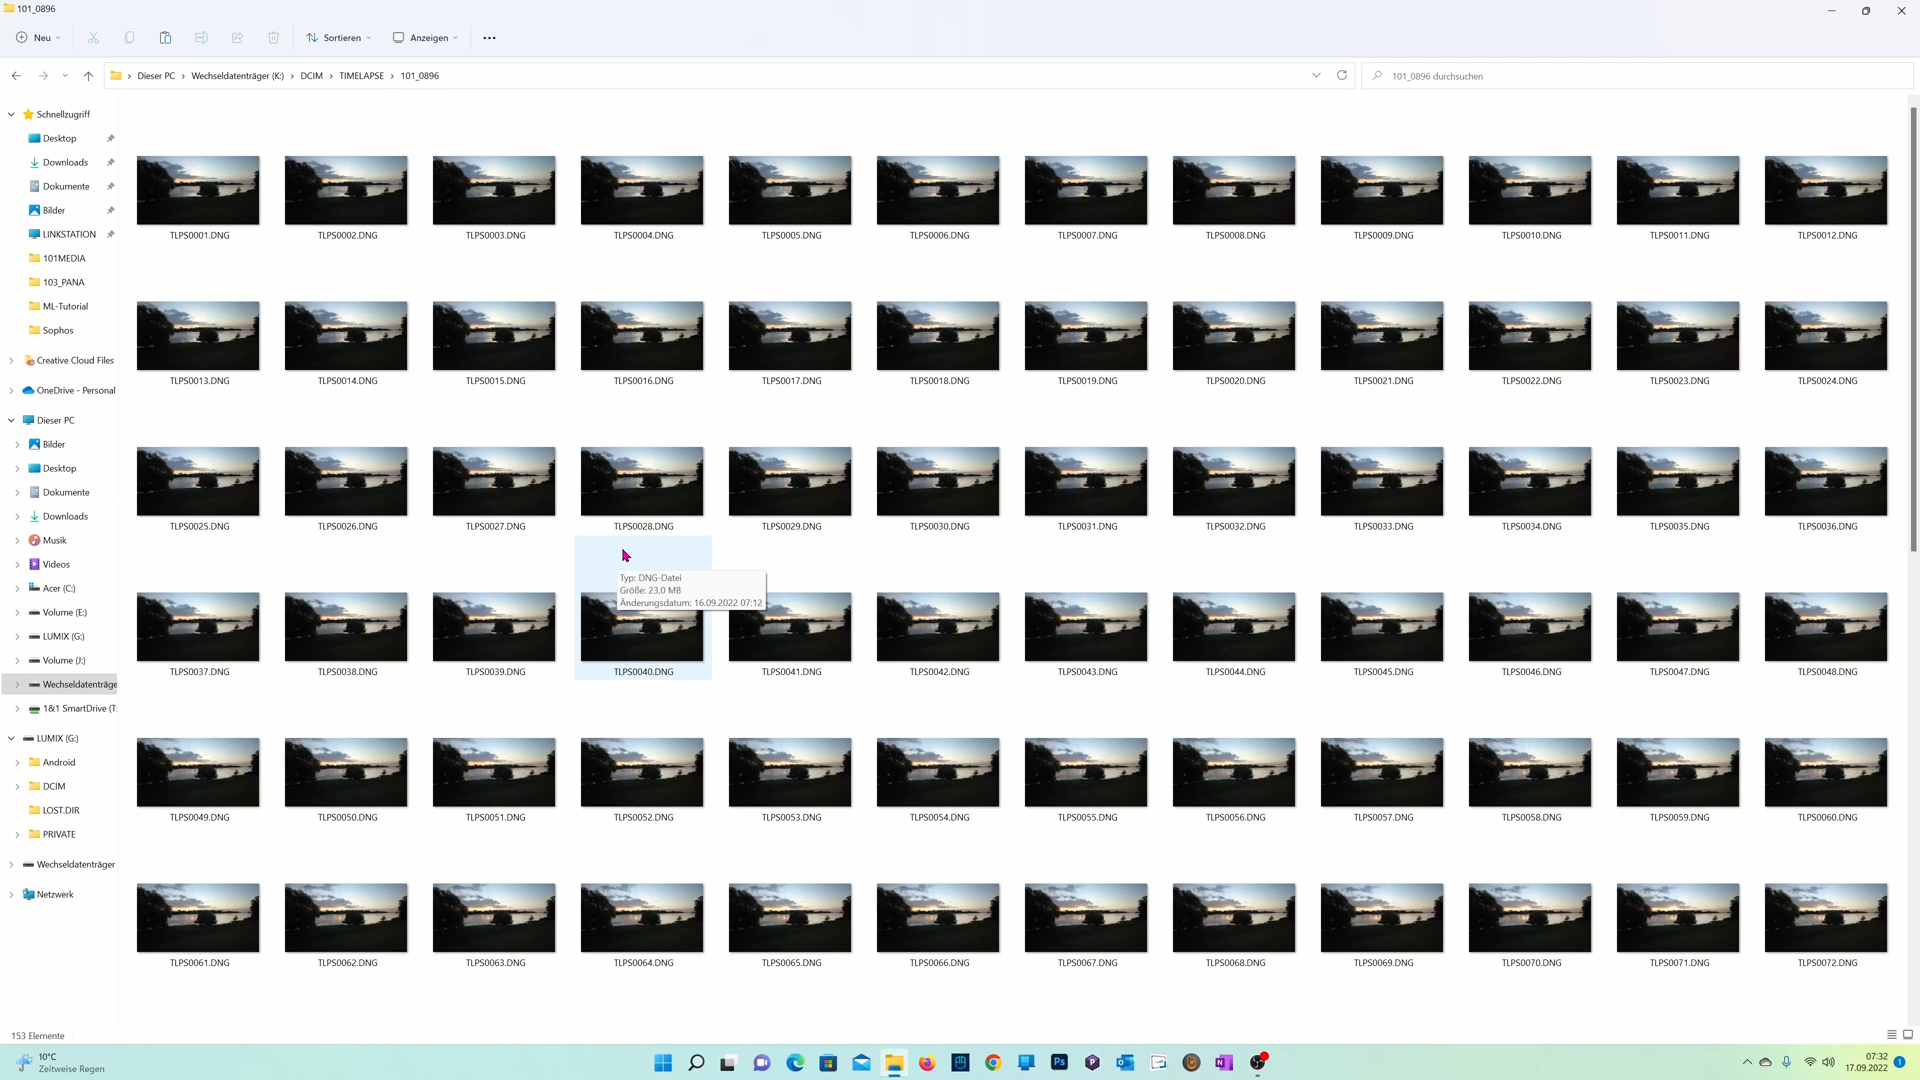 101_0896
Neu
Sortieren
Anzeigen
Dieser PC
Wechseldatenträger (K:)
DCIM
TIMELAPSE
101_0896
101_0896 durchsuchen
Schnellzugriff
Desktop
Downloads
Dokumente
Bilder
LINKSTATION
101MEDIA
103_PANA
ML-Tutorial
Sophos
Creative Cloud Files
OneDrive - Personal
Dieser PC
Bilder
Desktop
Dokumente
Downloads
Musik
Videos
Acer (C:)
Volume (E:)
LUMIX (G:)
Volume (J:)
Wechseldatenträge
1&1 SmartDrive (T:
LUMIX (G:)
Android
DCIM
LOST.DIR
PRIVATE
Wechseldatenträger
Netzwerk
TLPS0001.DNG TLPS0002.DNG TLPS0003.DNG TLPS0004.DNG TLPS0005.DNG TLPS0006.DNG TLPS0007.DNG TLPS0008.DNG TLPS0009.DNG TLPS0010.DNG TLPS0011.DNG TLPS0012.DNG
TLPS0013.DNG TLPS0014.DNG TLPS0015.DNG TLPS0016.DNG TLPS0017.DNG TLPS0018.DNG TLPS0019.DNG TLPS0020.DNG TLPS0021.DNG TLPS0022.DNG TLPS0023.DNG TLPS0024.DNG
TLPS0025.DNG TLPS0026.DNG TLPS0027.DNG TLPS0028.DNG TLPS0029.DNG TLPS0030.DNG TLPS0031.DNG TLPS0032.DNG TLPS0033.DNG TLPS0034.DNG TLPS0035.DNG TLPS0036.DNG
Typ: DNG-Datei
Größe: 23,0 MB
Änderungsdatum: 16.09.2022 07:12
TLPS0037.DNG TLPS0038.DNG TLPS0039.DNG TLPS0040.DNG TLPS0041.DNG TLPS0042.DNG TLPS0043.DNG TLPS0044.DNG TLPS0045.DNG TLPS0046.DNG TLPS0047.DNG TLPS0048.DNG
TLPS0049.DNG TLPS0050.DNG TLPS0051.DNG TLPS0052.DNG TLPS0053.DNG TLPS0054.DNG TLPS0055.DNG TLPS0056.DNG TLPS0057.DNG TLPS0058.DNG TLPS0059.DNG TLPS0060.DNG
TLPS0061.DNG TLPS0062.DNG TLPS0063.DNG TLPS0064.DNG TLPS0065.DNG TLPS0066.DNG TLPS0067.DNG TLPS0068.DNG TLPS0069.DNG TLPS0070.DNG TLPS0071.DNG TLPS0072.DNG
153 Elemente
10°C
Zeitweise Regen
Ps
P
N
07:32
17.09.2022
1